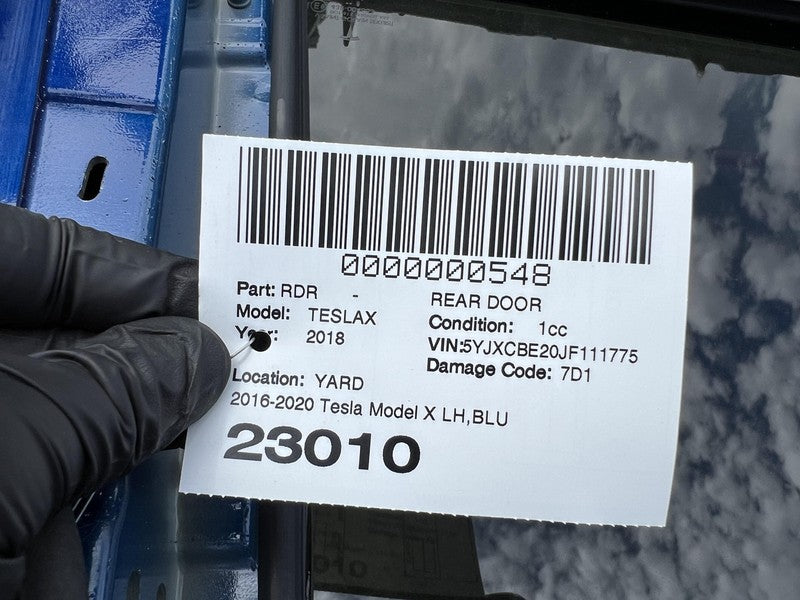 0000000548
Part: RDR - REAR DOOR
Model: TESLAX Condition: 1cc
Year: 2018 VIN:5YJXCBE20JF111775
Damage Code: 7D1
Location: YARD
2016-2020 Tesla Model X LH,BLU
23010